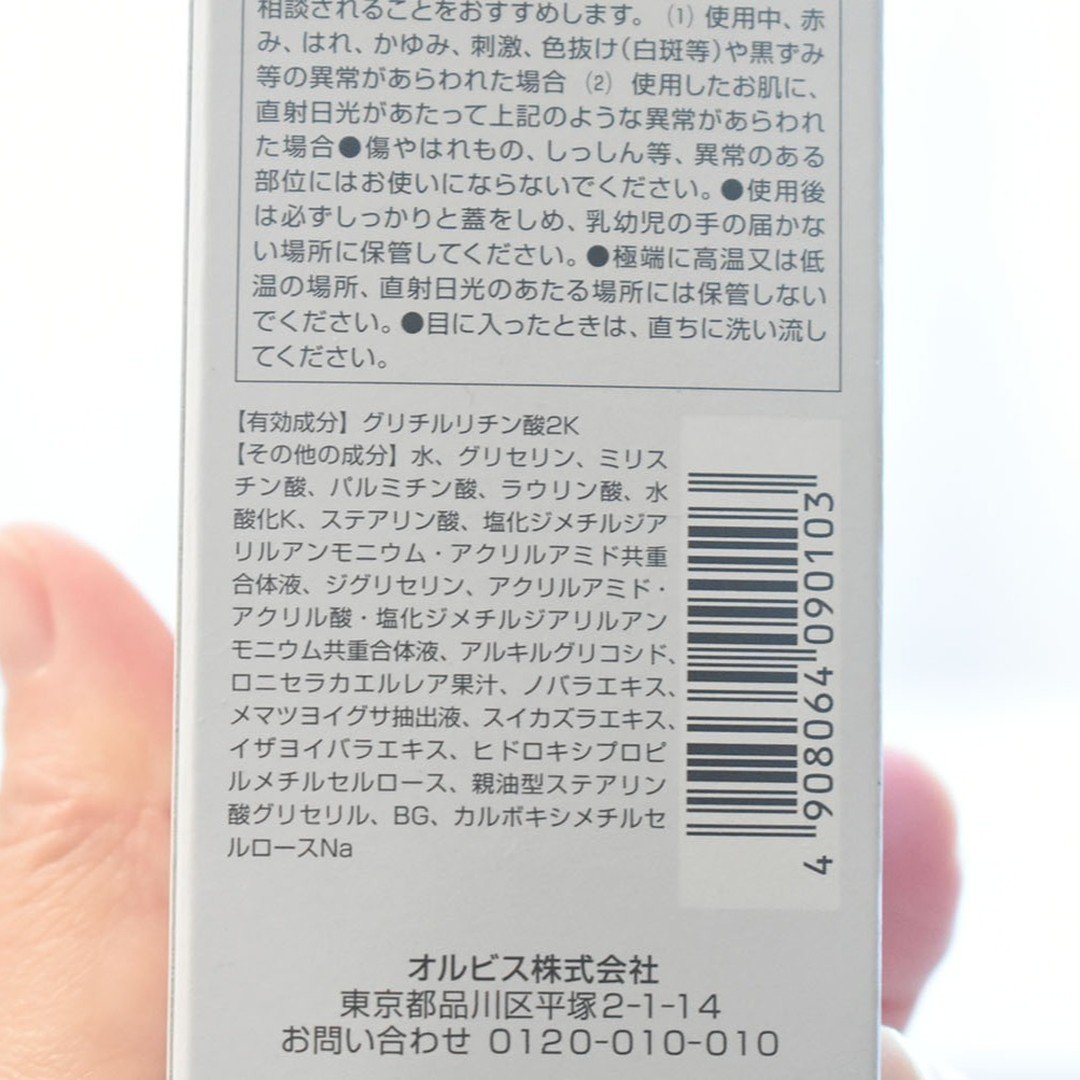 相談されることをおすすめします。(1) 使用中、赤
み、はれ、かゆみ、刺激、色抜け(白斑等)や黒ずみ
等の異常があらわれた場合 (2) 使用したお肌に、
直射日光があたって上記のような異常があらわれ
た場合●傷やはれもの、しっしん等、異常のある
部位にはお使いにならないでください。●使用後
は必ずしっかりと蓋をしめ、乳幼児の手の届かな
い場所に保管してください。●極端に高温又は低
温の場所、直射日光のあたる場所には保管しない
でください。●目に入ったときは、直ちに洗い流し
てください。
【有効成分】グリチルリチン酸2K
【その他の成分】水、グリセリン、ミリス
チン酸、パルミチン酸、ラウリン酸、水
酸化K、ステアリン酸、塩化ジメチルジア
リルアンモニウム・アクリルアミド共重
合体液、ジグリセリン、アクリルアミド・
アクリル酸・塩化ジメチルジアリルアン
モニウム共重合体液、アルキルグリコシド、
ロニセラカエルレア果汁、ノバラエキス、
メマツヨイグサ抽出液、スイカズラエキス、
イザヨイバラエキス、ヒドロキシプロピ
ルメチルセルロース、親油型ステアリン
酸グリセリル、BG、カルボキシメチルセ
ルロースNa
4908064090103
オルビス株式会社
東京都品川区平塚2-1-14
お問い合わせ 0120-010-010